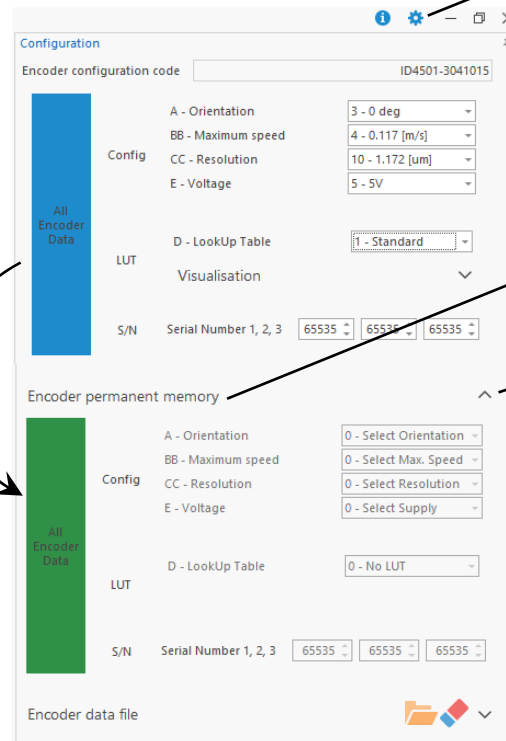 Configuration
Encoder configuration code ID4501-3041015
A - Orientation 3 - 0 deg
BB - Maximum speed 4 - 0.117 [m/s]
Config CC - Resolution 10 - 1.172 [um]
E - Voltage 5 - 5V
All
Encoder
Data
D - LookUp Table 1 - Standard
LUT
Visualisation
S/N Serial Number 1, 2, 3 65535 65535 65535
Encoder permanent memory
A - Orientation 0 - Select Orientation
BB - Maximum speed 0 - Select Max. Speed
Config CC - Resolution 0 - Select Resolution
E - Voltage 0 - Select Supply
All
Encoder
Data
D - LookUp Table 0 - No LUT
LUT
S/N Serial Number 1, 2, 3 65535 65535 65535
Encoder data file